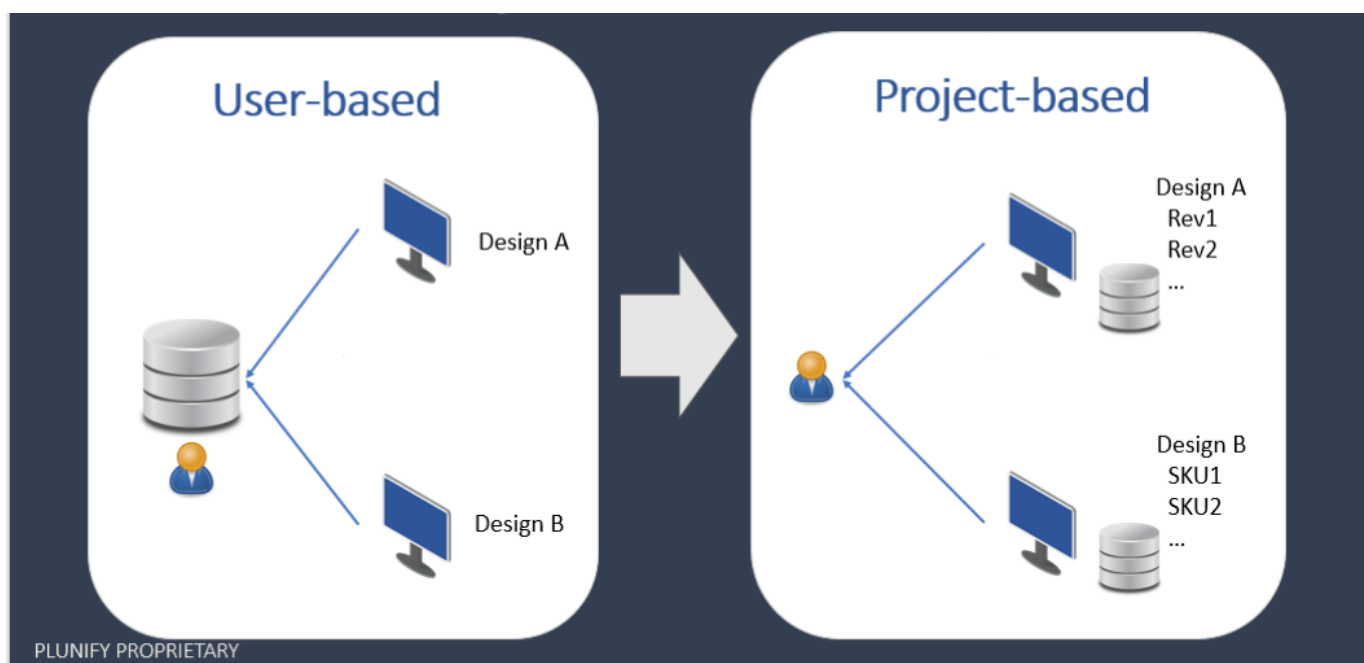 User-based
Design A
Design B
Project-based
Design A
Rev1
Rev2
...
Design B
SKU1
SKU2
...
PLUNIFY PROPRIETARY